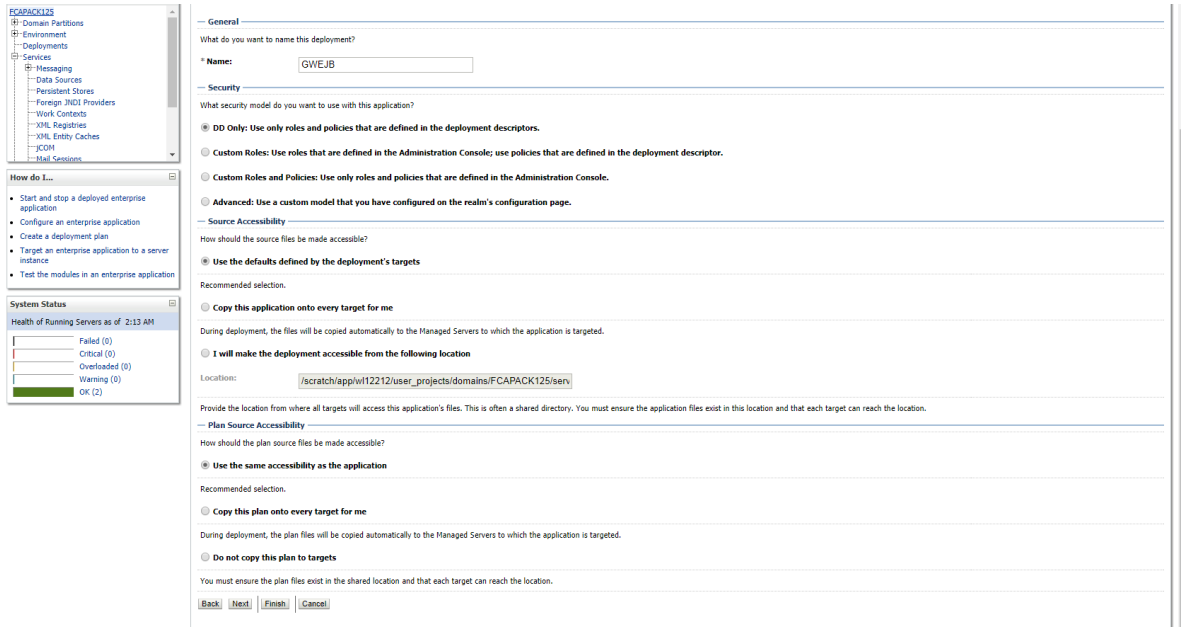 FCAPACK125
Domain Partitions
Environment
Deployments
Services
Messaging
Data Sources
Persistent Stores
Foreign JNDI Providers
Work Contexts
XML Registries
XML Entity Caches
jCOM
Mail Sessions
How do I...
Start and stop a deployed enterprise
application
Configure an enterprise application
Create a deployment plan
Target an enterprise application to a server
instance
Test the modules in an enterprise application
System Status
Health of Running Servers as of 2:13 AM
Failed (0)
Critical (0)
Overloaded (0)
Warning (0)
OK (2)
General
What do you want to name this deployment?
* Name: GWEJB
Security
What security model do you want to use with this application?
DD Only: Use only roles and policies that are defined in the deployment descriptors.
Custom Roles: Use roles that are defined in the Administration Console; use policies that are defined in the deployment descriptor.
Custom Roles and Policies: Use only roles and policies that are defined in the Administration Console.
Advanced: Use a custom model that you have configured on the realm's configuration page.
Source Accessibility
How should the source files be made accessible?
Use the defaults defined by the deployment's targets
Recommended selection.
Copy this application onto every target for me
During deployment, the files will be copied automatically to the Managed Servers to which the application is targeted.
I will make the deployment accessible from the following location
Location: /scratch/app/wl12212/user_projects/domains/FCAPACK125/serv
Provide the location from where all targets will access this application's files. This is often a shared directory. You must ensure the application files exist in this location and that each target can reach the location.
Plan Source Accessibility
How should the plan source files be made accessible?
Use the same accessibility as the application
Recommended selection.
Copy this plan onto every target for me
During deployment, the plan files will be copied automatically to the Managed Servers to which the application is targeted.
Do not copy this plan to targets
You must ensure the plan files exist in the shared location and that each target can reach the location.
Back Next Finish Cancel